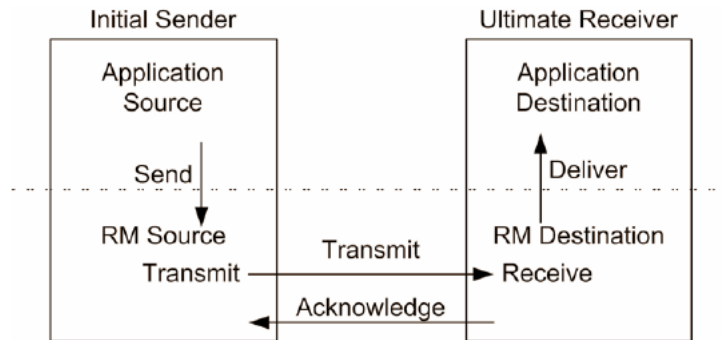 Initial Sender
Ultimate Receiver
Application
Source
Application
Destination
Send
Deliver
RM Source
RM Destination
Transmit
Transmit
Receive
Acknowledge